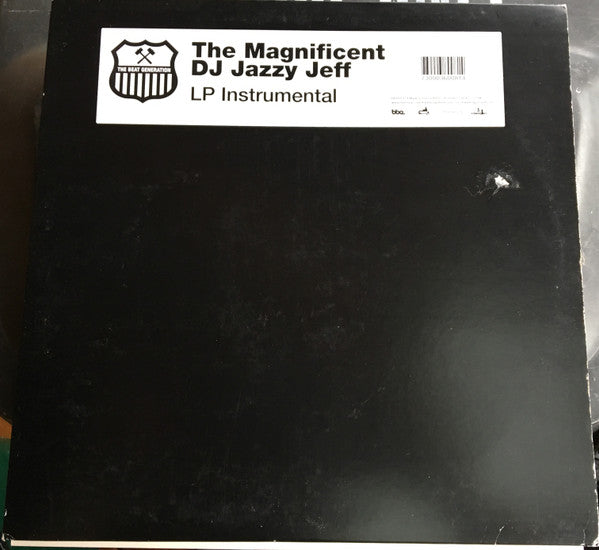 THE BEAT GENERATION
The Magnificent
DJ Jazzy Jeff
LP Instrumental
bbe.